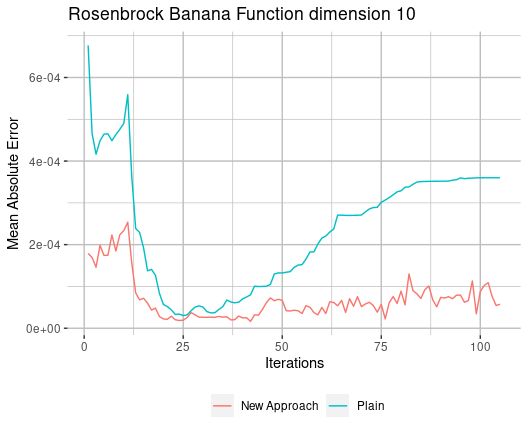 Rosenbrock Banana Function dimension 10
Mean Absolute Error
6e-04
4e-04
2e-04
0e+00
0 25 50 75 100
Iterations
New Approach Plain